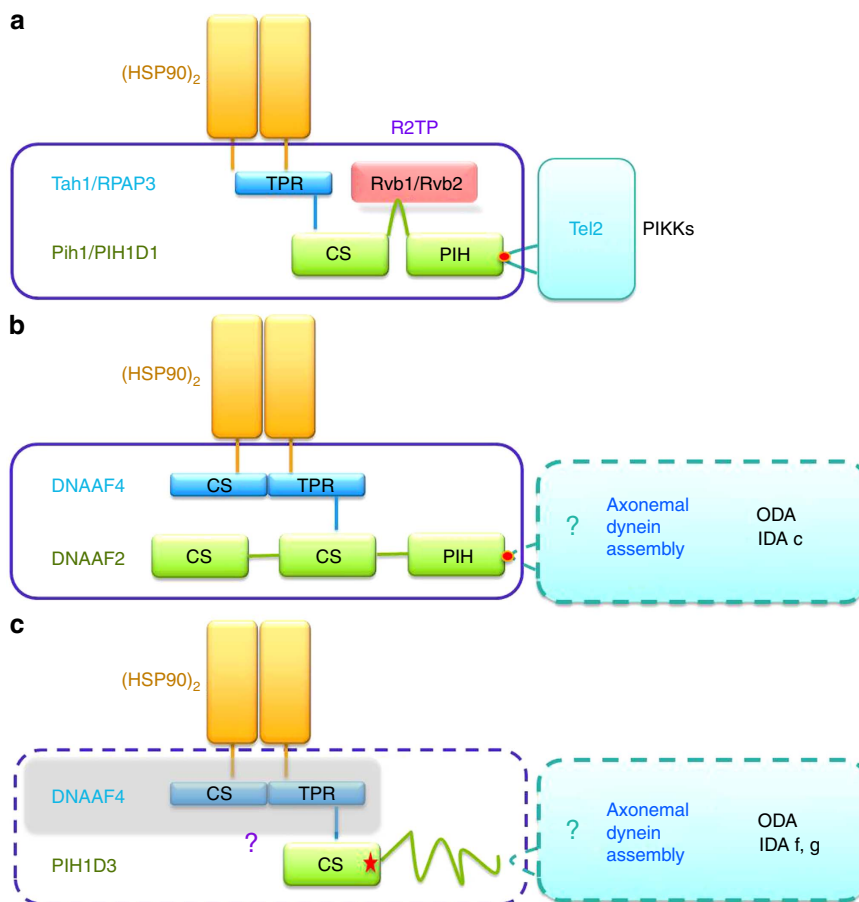 a
(HSP90)2
R2TP
Tah1/RPAP3
TPR
Rvb1/Rvb2
Tel2
PIKKs
Pih1/PIH1D1
CS
PIH
b
(HSP90)2
DNAAF4
CS
TPR
?
Axonemal
dynein
assembly
ODA
IDA c
DNAAF2
CS
CS
PIH
c
(HSP90)2
DNAAF4
CS
TPR
?
Axonemal
dynein
assembly
ODA
IDA f, g
?
PIH1D3
CS